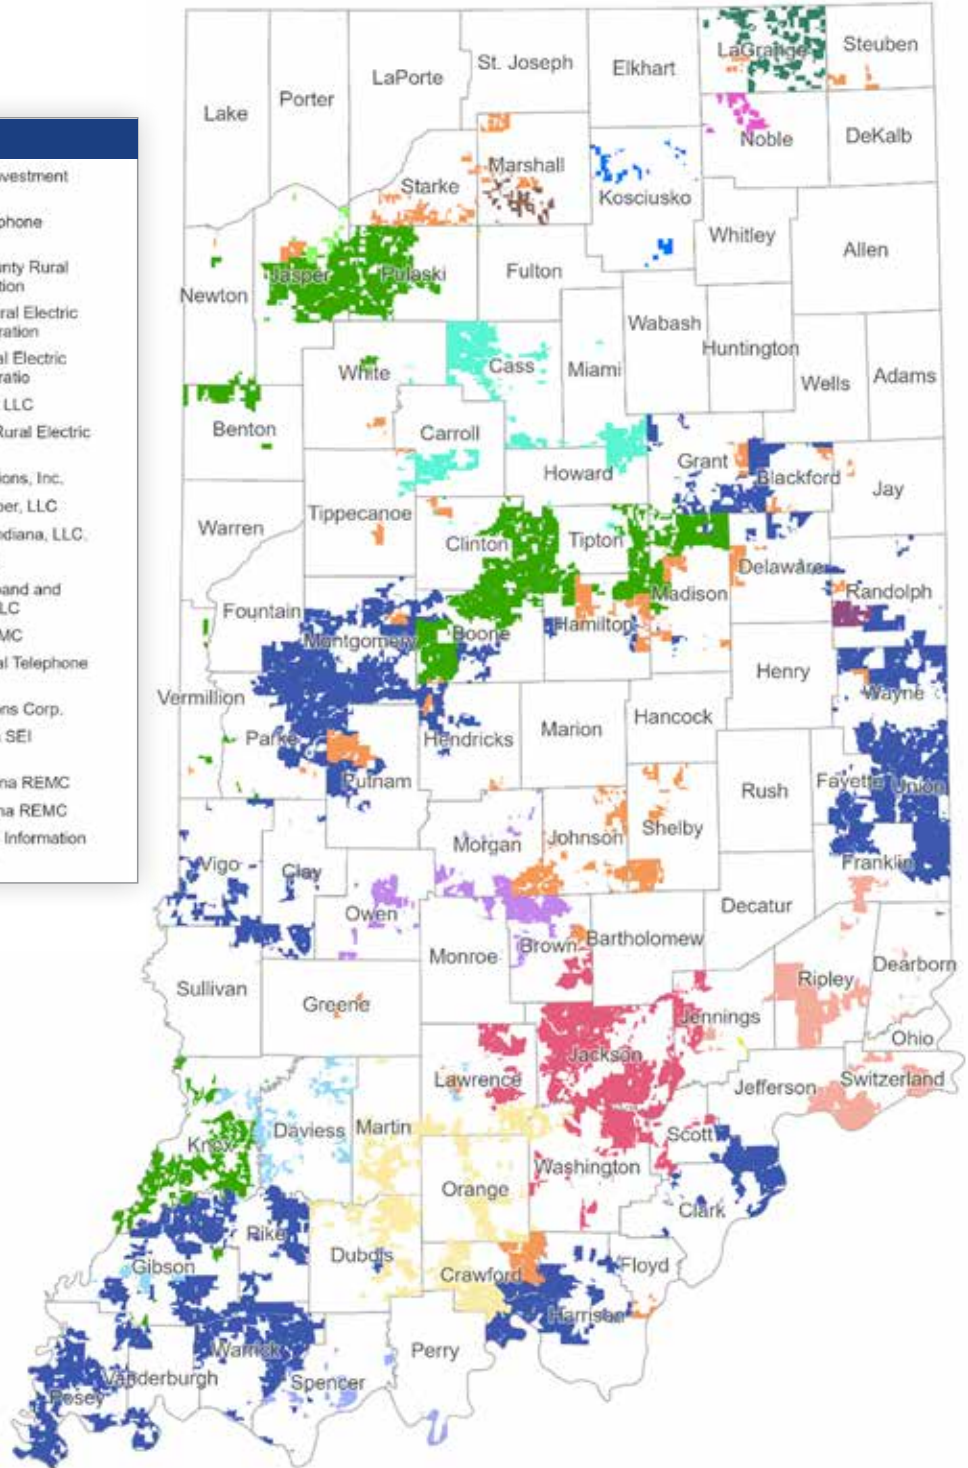 vestment
phone
unty Rural
tion
ral Electric
ration
al Electric
ratio
LLC
Rural Electric
ions, Inc.
ber, LLC
ndiana, LLC.
band and
LC
MC
al Telephone
ns Corp.
SEI
na REMC
na REMC
Information
Lake
Porter
LaPorte
St. Joseph
Elkhart
LaGrange
Steuben
Noble
DeKalb
Starke
Marshall
Kosciusko
Whitley
Allen
Newton
Jasper
Pulaski
Fulton
Wabash
Huntington
White
Cass
Miami
Wells
Adams
Benton
Carroll
Howard
Grant
Blackford
Jay
Warren
Tippecanoe
Clinton
Tipton
Delaware
Madison
Randolph
Fountain
Montgomery
Boone
Hamilton
Vermillion
Henry
Wayne
Parke
Hendricks
Marion
Hancock
Putnam
Rush
Fayette
Union
Morgan
Johnson
Shelby
Vigo
Clay
Franklin
Owen
Decatur
Monroe
Brown
Bartholomew
Sullivan
Greene
Ripley
Dearborn
Jennings
Ohio
Jackson
Lawrence
Jefferson
Switzerland
Knox
Daviess
Martin
Scott
Washington
Orange
Clark
Pike
Gibson
Dubois
Crawford
Floyd
Harrison
Warrick
Perry
Vanderburgh
Spencer
Posey